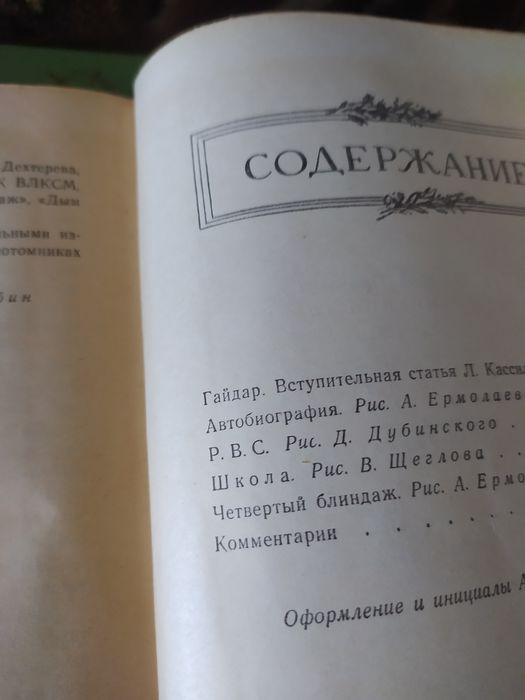 Дехтерева,
К ВЛКСМ,
аж», «Дым
льными из-
отомниках
бин
СОДЕРЖАНИЕ
Гайдар. Вступительная статья Л. Касси
Автобиография. Рис. А. Ермолаев
Р. В. С. Рис. Д. Дубинского . .
Школа. Рис. В. Щеглова . . .
Четвертый блиндаж. Рис. А. Ермо
Комментарии . . . . . .
Оформление и инициалы А